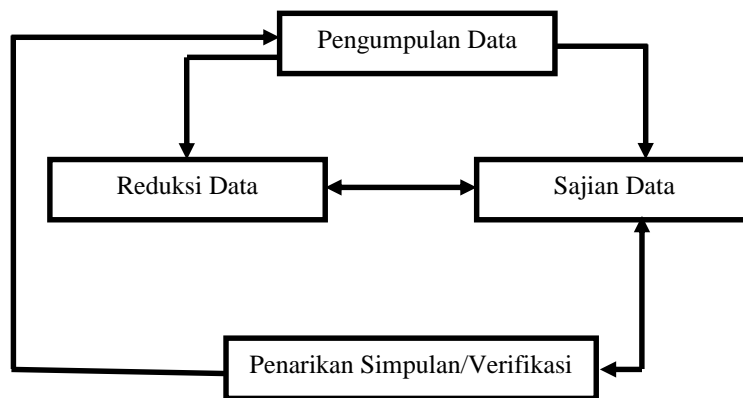 Pengumpulan Data
Reduksi Data
Sajian Data
Penarikan Simpulan/Verifikasi